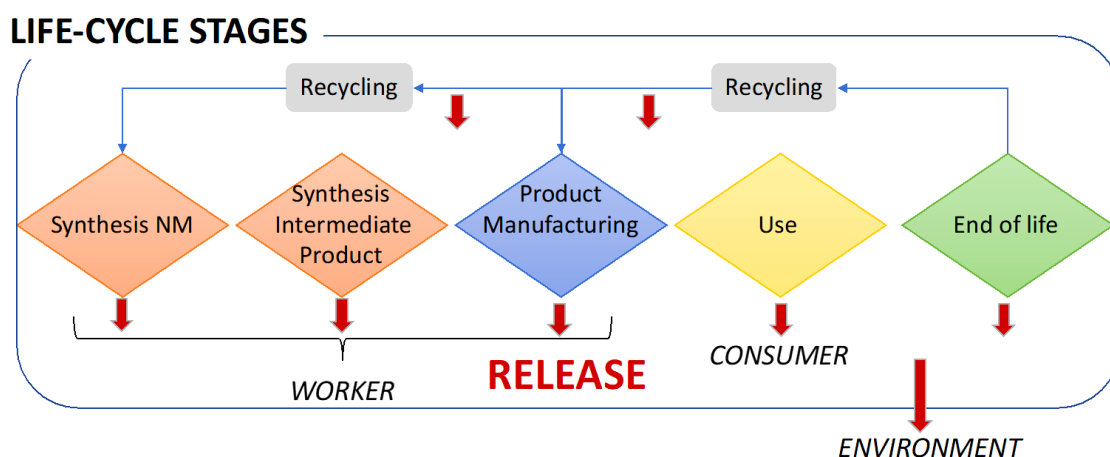 LIFE-CYCLE STAGES
Recycling
Recycling
Synthesis NM
Synthesis
Intermediate
Product
Product
Manufacturing
Use
End of life
WORKER
RELEASE
CONSUMER
ENVIRONMENT